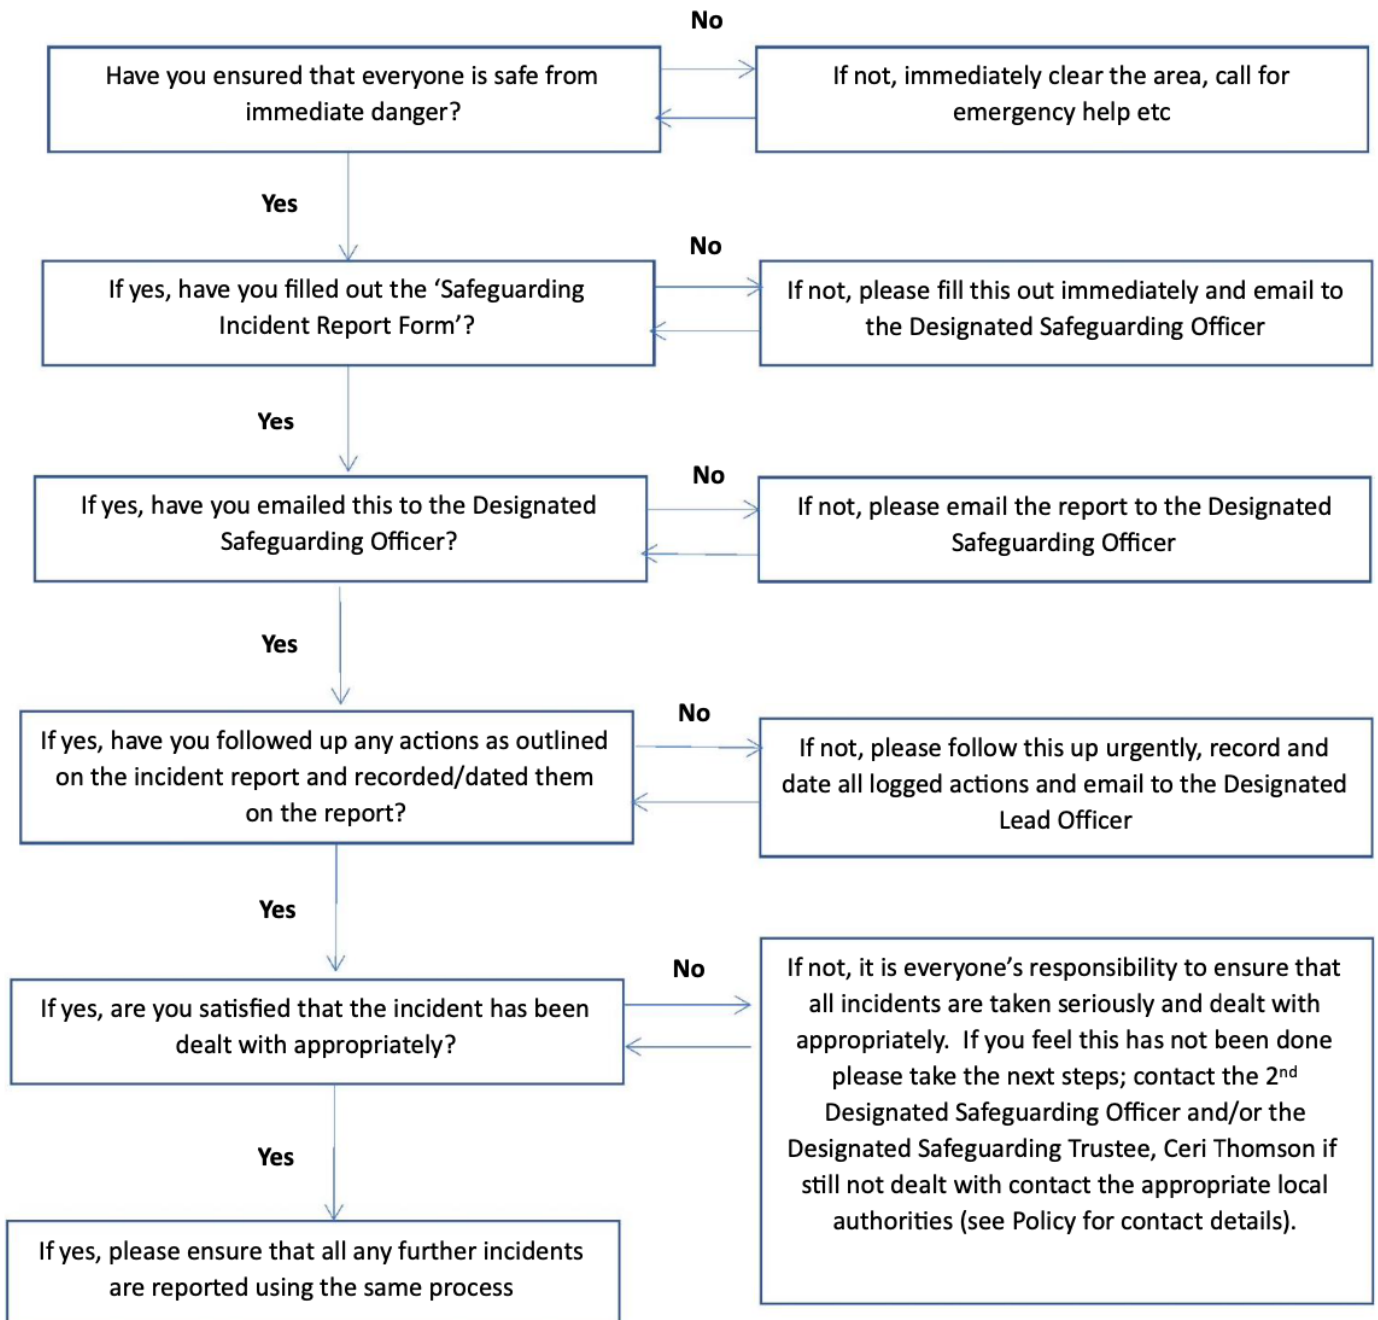 No
Have you ensured that everyone is safe from
immediate danger?
If not, immediately clear the area, call for
emergency help etc
Yes
No
If yes, have you filled out the ‘Safeguarding
Incident Report Form’?
If not, please fill this out immediately and email to
the Designated Safeguarding Officer
Yes
No
If yes, have you emailed this to the Designated
Safeguarding Officer?
If not, please email the report to the Designated
Safeguarding Officer
Yes
No
If yes, have you followed up any actions as outlined
on the incident report and recorded/dated them
on the report?
If not, please follow this up urgently, record and
date all logged actions and email to the Designated
Lead Officer
Yes
No
If yes, are you satisfied that the incident has been
dealt with appropriately?
If not, it is everyone’s responsibility to ensure that
all incidents are taken seriously and dealt with
appropriately.  If you feel this has not been done
please take the next steps; contact the 2nd
Designated Safeguarding Officer and/or the
Designated Safeguarding Trustee, Ceri Thomson if
still not dealt with contact the appropriate local
authorities (see Policy for contact details).
Yes
If yes, please ensure that all any further incidents
are reported using the same process